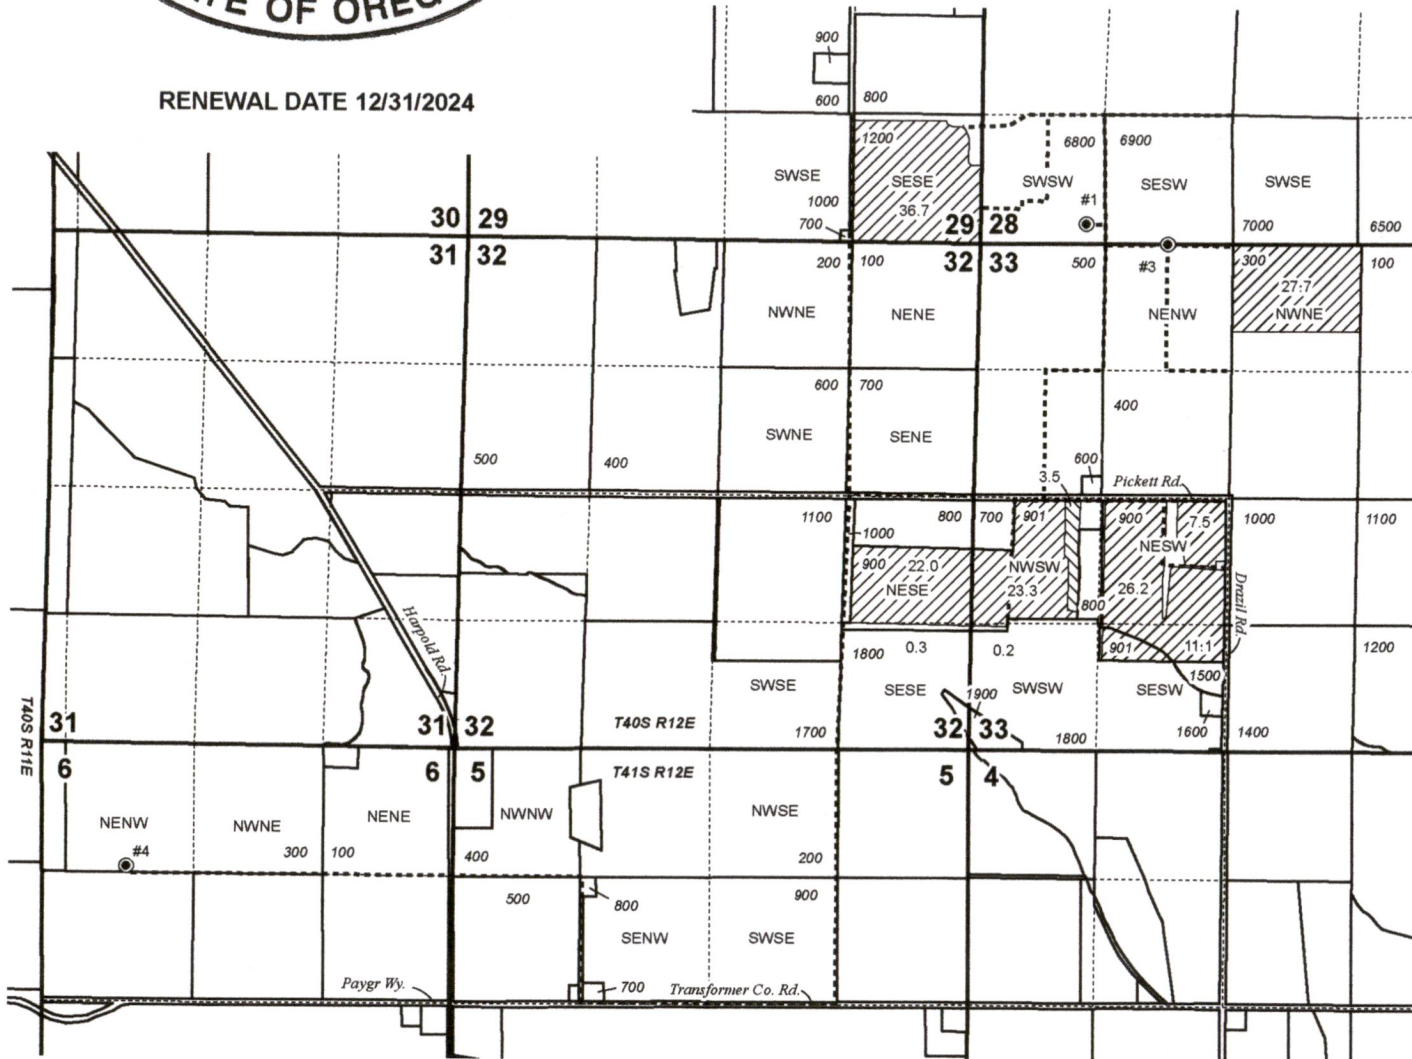 TE OF OREG
RENEWAL DATE 12/31/2024
900
600 800
1200 6800 6900
SWSE SESE SWSW SESW SWSE
36.7 #1
1000
700
30 29 29 28 7000 6500
31 32 200 100 32 33 500 #3 300 100
27.7
NWNE NENE NENW NWNE
600 700 400
SWNE SENE
500 400 600
3.5 Pickett Rd.
1100 800 700 901 900 7.5 1000 1100
1000
NESW
900 22.0 NWSW
NESE 23.3 26.2
800
Harpold Rd. Drazil Rd.
0.3 0.2 901 11.1 1200
1800
1500
SWSE SESE SWSW SESW
1900
T40S R11E
31 31 32 T40S R12E 1700 32 33 1800 1600 1400
6 6 5 T41S R12E 5 4
NENW NWNE NENE NWNW NWSE
#4 300 100 400 200
500 800 900
SENW SWSE
Paygr Wy. 700 Transformer Co. Rd.